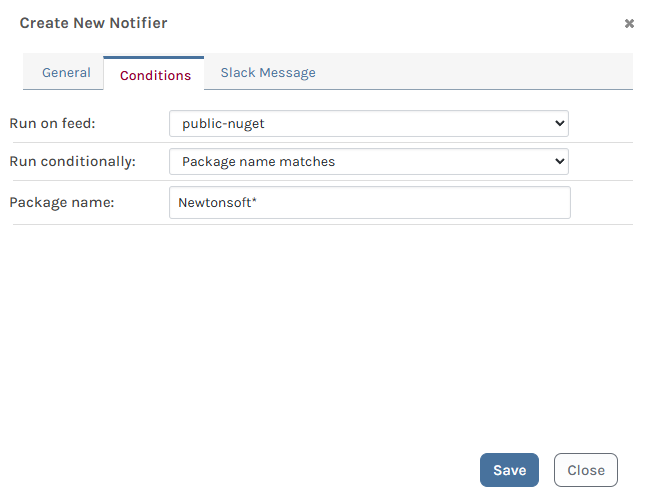 Create New Notifier
General Conditions Slack Message
Run on feed: public-nuget
Run conditionally: Package name matches
Package name: Newtonsoft*
Save Close